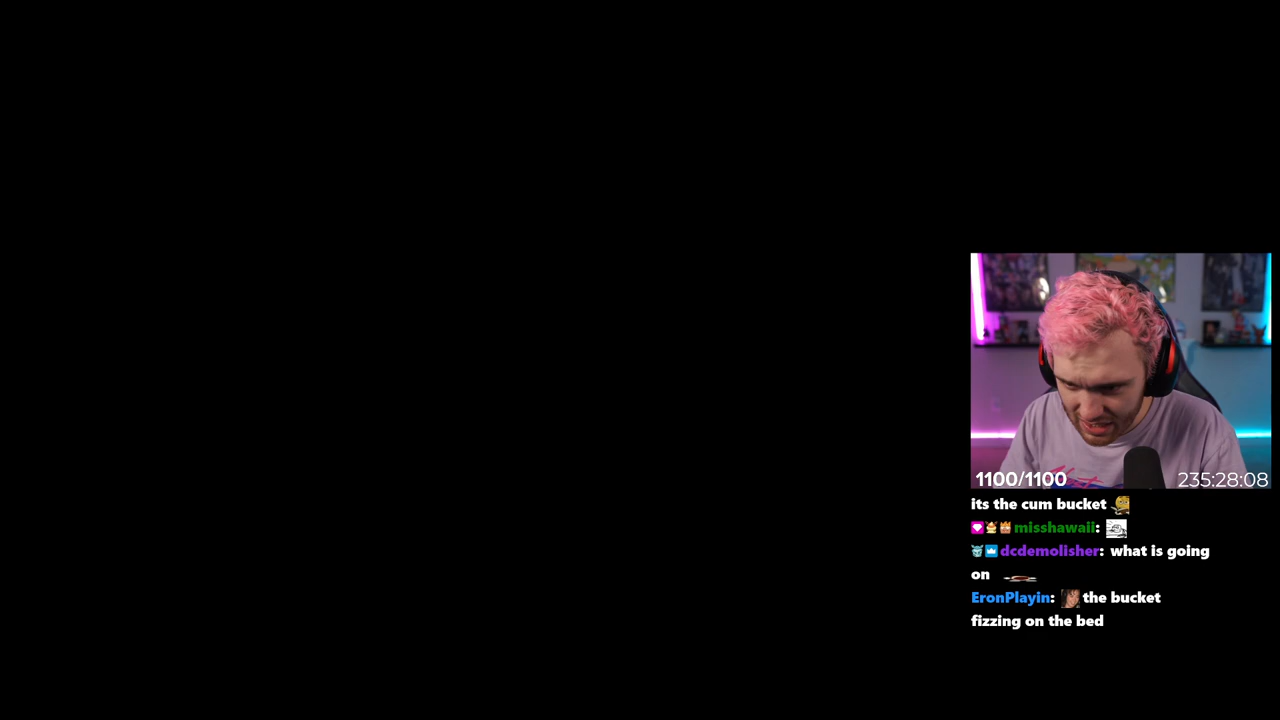 1100/1100 235:28:08
its the cum bucket
misshawaii:
dcdemolisher: what is going
on
EronPlayin: the bucket
fizzing on the bed